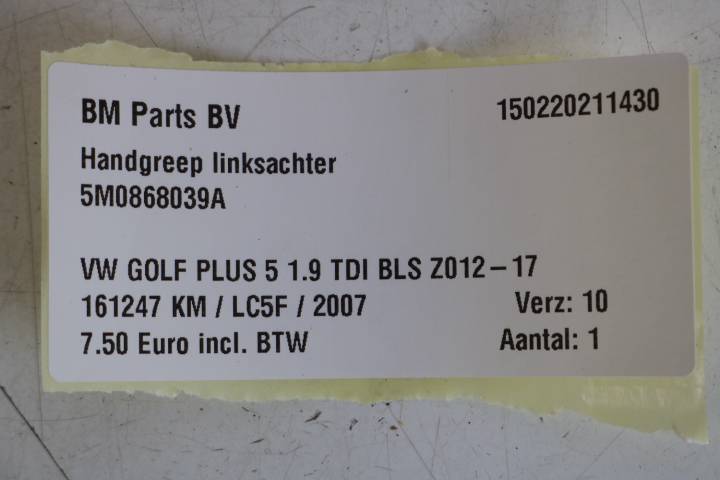 BM Parts BV 150220211430
Handgreep linksachter
5M0868039A
VW GOLF PLUS 5 1.9 TDI BLS Z012-17
161247 KM / LC5F / 2007 Verz: 10
7.50 Euro incl. BTW Aantal: 1